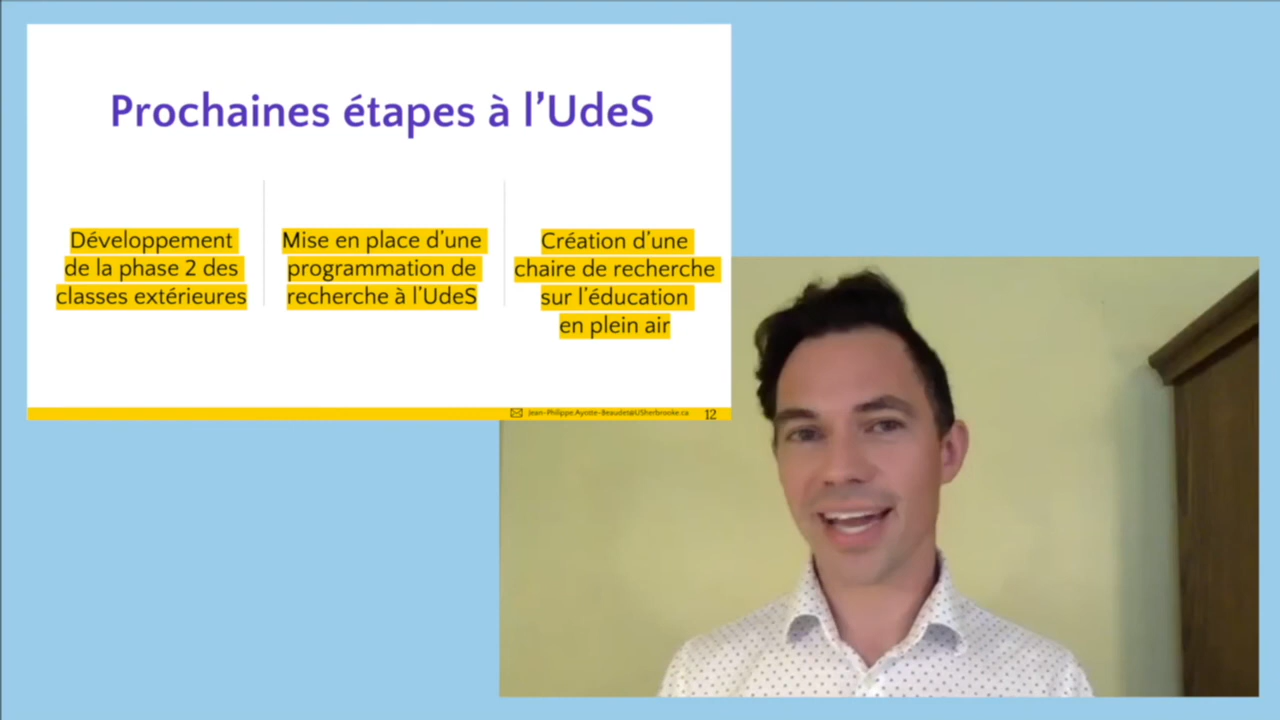 Prochaines étapes à l'UdeS
Développement
de la phase 2 des
classes extérieures
Mise en place d'une
programmation de
recherche à l'UdeS
Création d'une
chaire de recherche
sur l'éducation
en plein air
Jean-Philippe.Ayotte-Beaudet@USherbrooke.ca 12